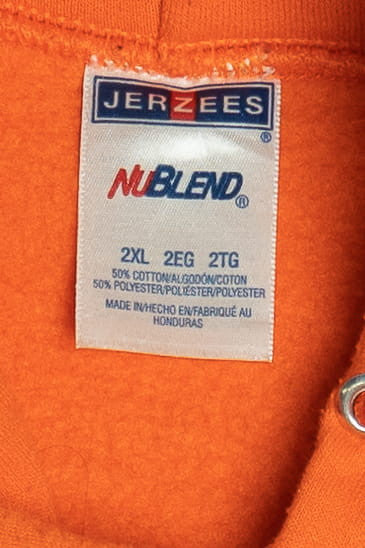 JERZEES
®
NUBLEND®
2XL 2EG 2TG
50% COTTON/ALGODÓN/COTON
50% POLYESTER/POLIÉSTER/POLYESTER
MADE IN/HECHO EN/FABRIQUÉ AU
HONDURAS